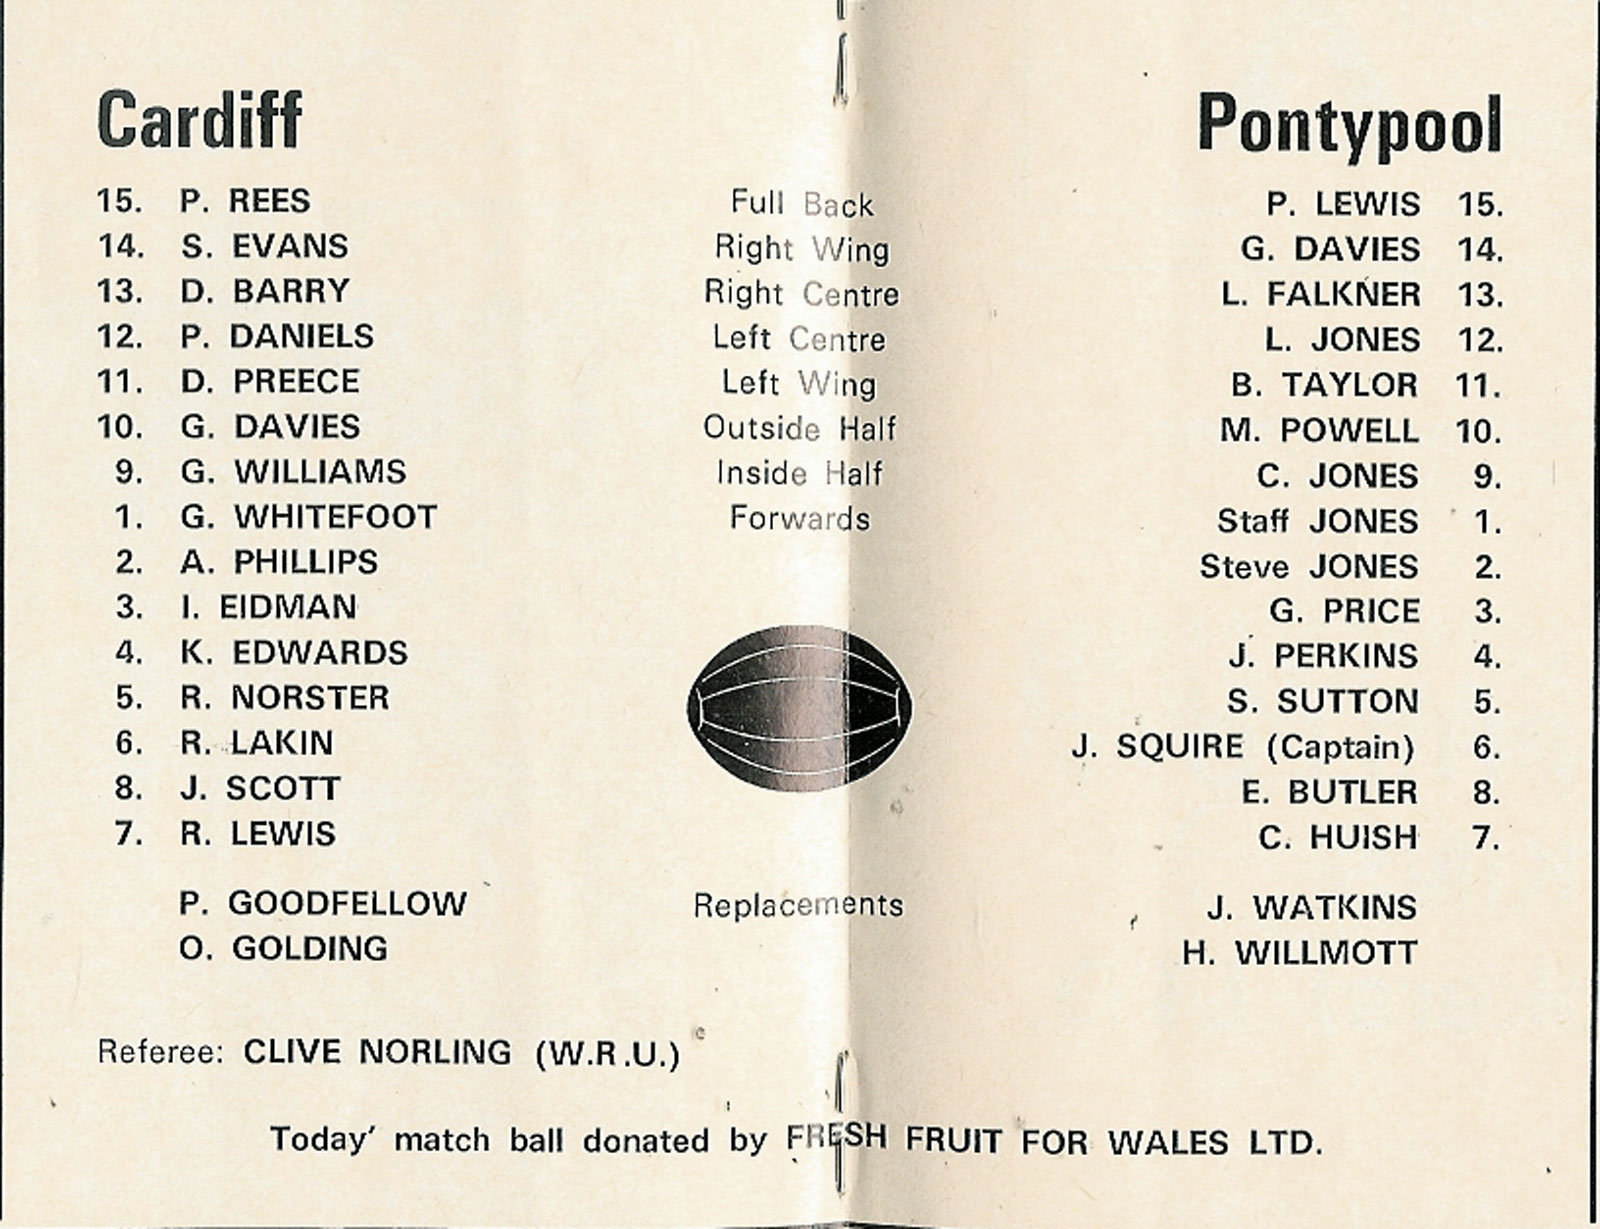 Cardiff Pontypool
15. P. REES Full Back P. LEWIS 15.
14. S. EVANS Right Wing G. DAVIES 14.
13. D. BARRY Right Centre L. FALKNER 13.
12. P. DANIELS Left Centre L. JONES 12.
11. D. PREECE Left Wing B. TAYLOR 11.
10. G. DAVIES Outside Half M. POWELL 10.
9. G. WILLIAMS Inside Half C. JONES 9.
1. G. WHITEFOOT Forwards Staff JONES 1.
2. A. PHILLIPS Steve JONES 2.
3. I. EIDMAN G. PRICE 3.
4. K. EDWARDS J. PERKINS 4.
5. R. NORSTER S. SUTTON 5.
6. R. LAKIN J. SQUIRE (Captain) 6.
8. J. SCOTT E. BUTLER 8.
7. R. LEWIS C. HUISH 7.
P. GOODFELLOW Replacements J. WATKINS
O. GOLDING H. WILLMOTT
Referee: CLIVE NORLING (W.R.U.)
Today' match ball donated by FRESH FRUIT FOR WALES LTD.